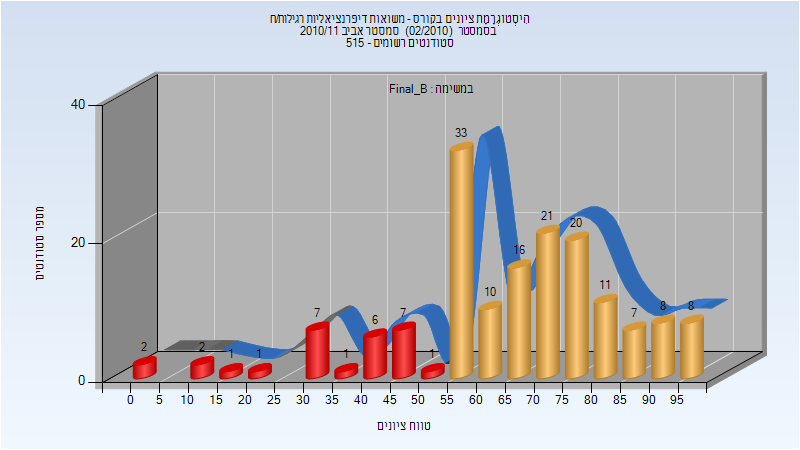 היסטוגרמת ציונים בקורס - משוואות דיפרנציאליות רגילות/ח
בסמסטר (02/2010) סמסטר אביב 2010/11
סטודנטים רשומים - 515
במשימה : Final_B
מספר סטודנטים
40
20
0
2 2 1 1 7 1 6 7 1 33 10 16 21 20 11 7 8 8
0 5 10 15 20 25 30 35 40 45 50 55 60 65 70 75 80 85 90 95
טווח ציונים